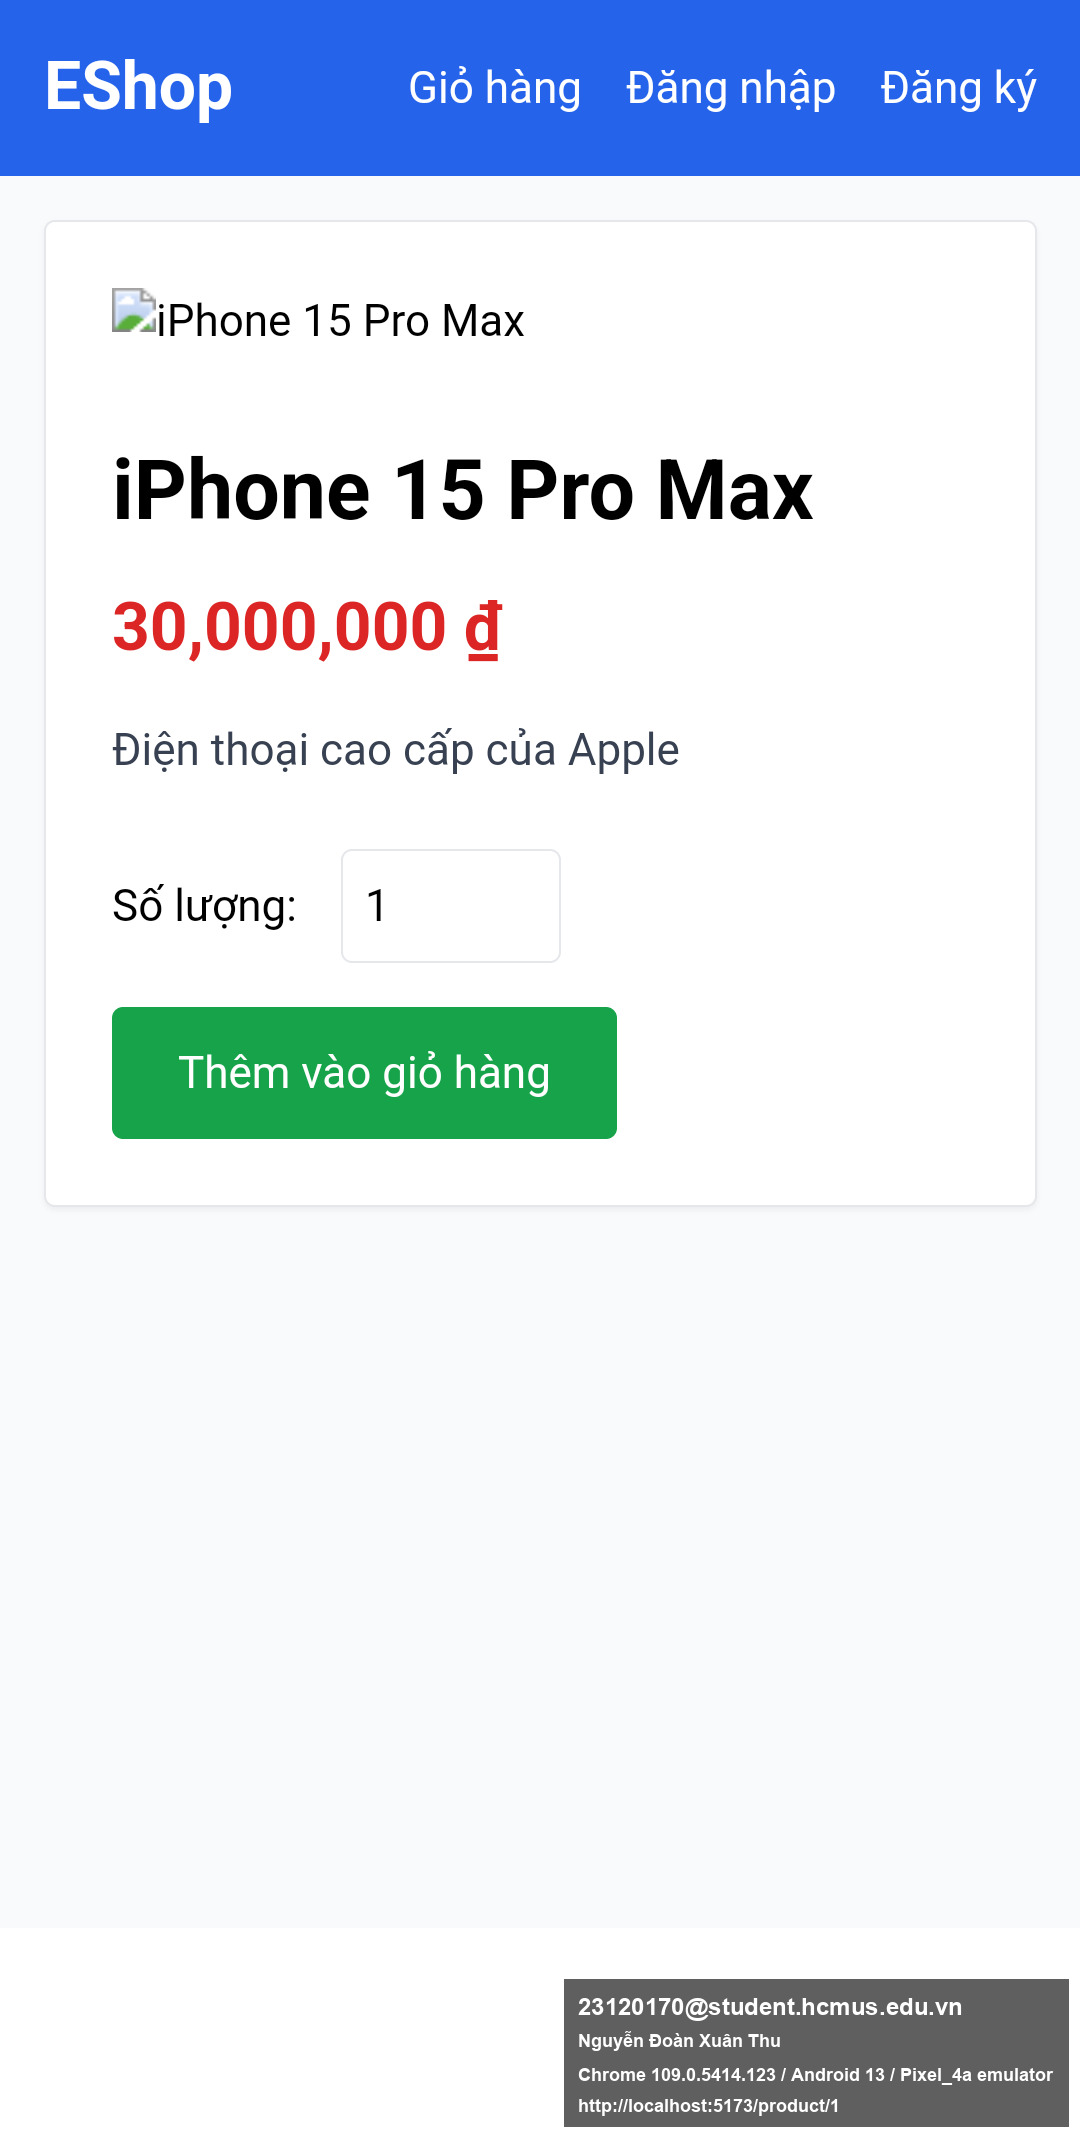 EShop
Giỏ hàng
Đăng nhập
Đăng ký
iPhone 15 Pro Max
iPhone 15 Pro Max
30,000,000 ₫
Điện thoại cao cấp của Apple
Số lượng: 1
Thêm vào giỏ hàng
23120170@student.hcmus.edu.vn
Nguyễn Đoàn Xuân Thu
Chrome 109.0.5414.123 / Android 13 / Pixel_4a emulator
http://localhost:5173/product/1